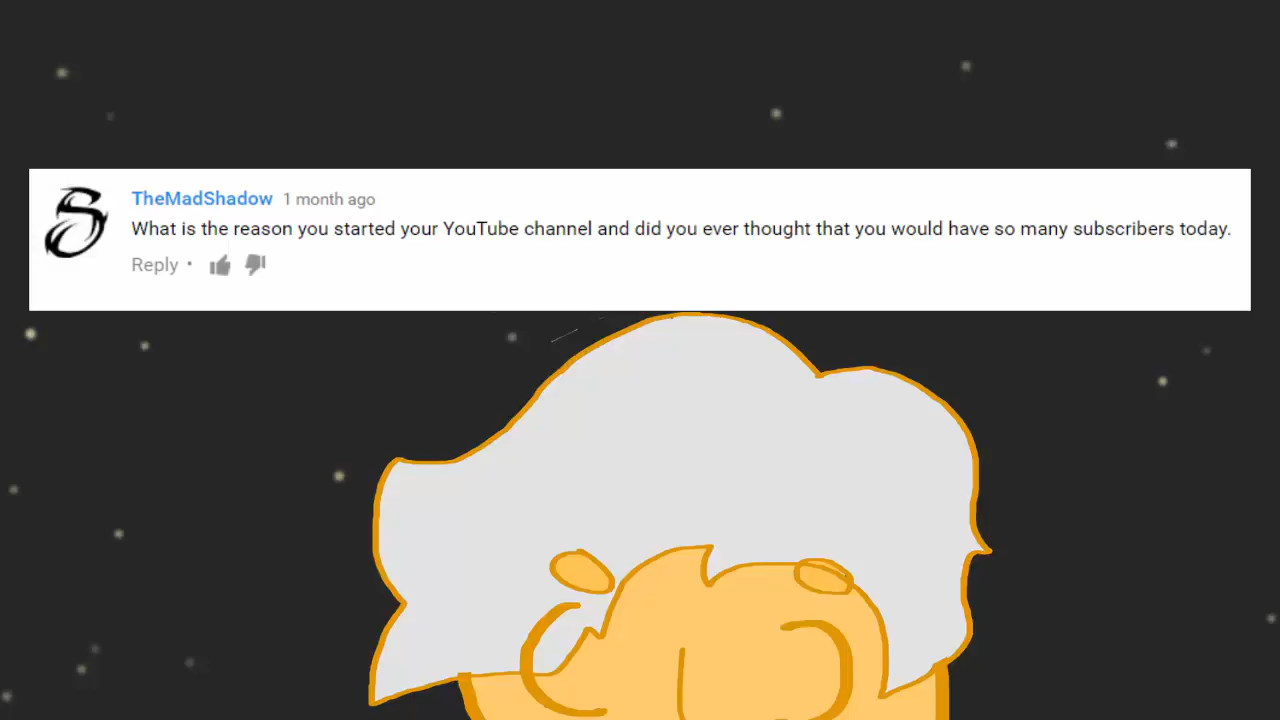 TheMadShadow 1 month ago
What is the reason you started your YouTube channel and did you ever thought that you would have so many subscribers today.
Reply •